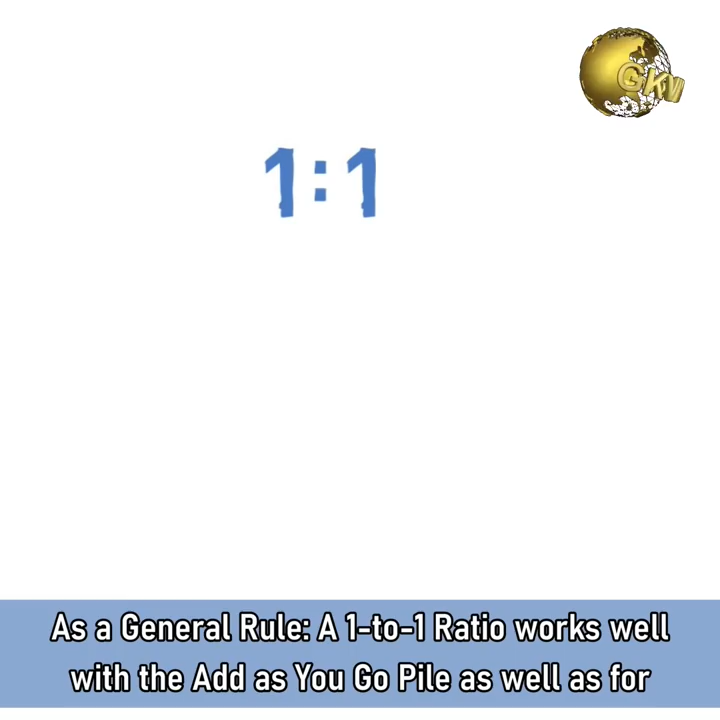 GKV
1:1
As a General Rule: A 1-to-1 Ratio works well
with the Add as You Go Pile as well as for